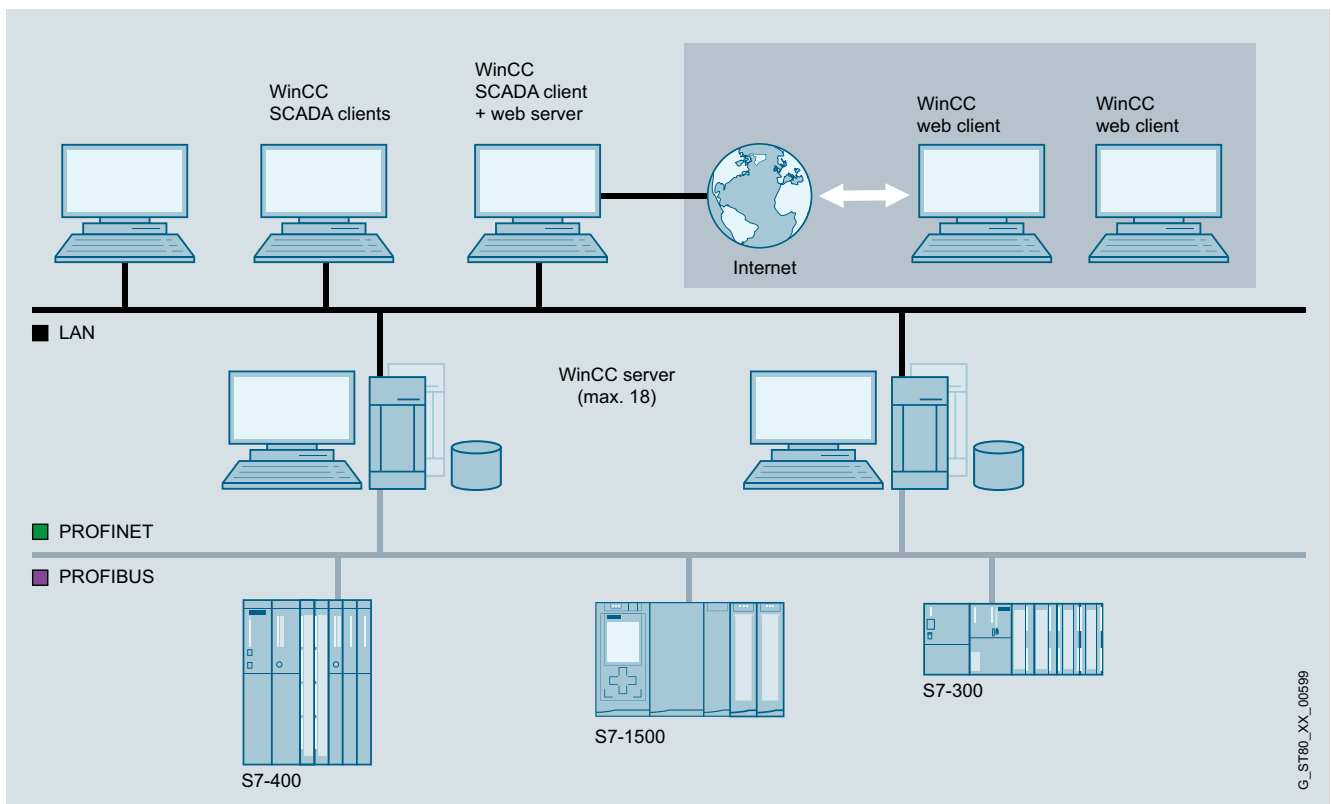 WinCC
SCADA clients
WinCC
SCADA client
+ web server
WinCC
web client
WinCC
web client
Internet
LAN
WinCC server
(max. 18)
PROFINET
PROFIBUS
S7-400
S7-1500
S7-300
G_ST80_XX_00599